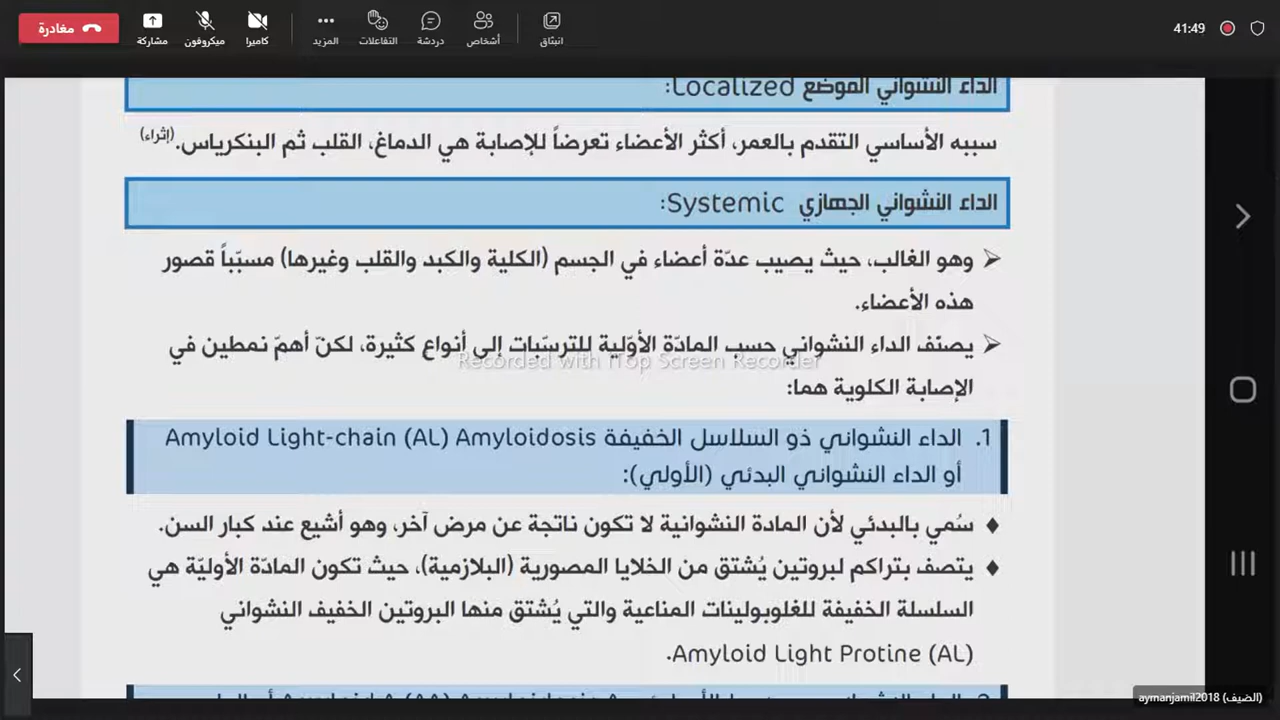 مغادرة
مشاركة
ميكروفون
كاميرا
المزيد
التفاعلات
دردشة
أشخاص
انبثاق
41:49
الداء النشواني الموضع Localized:
سببه الأساسي التقدم بالعمر، أكثر الأعضاء تعرضاً للإصابة هي الدماغ، القلب ثم البنكرياس.(إثراء)
الداء النشواني الجهازي Systemic:
وهو الغالب، حيث يصيب عدّة أعضاء في الجسم (الكلية والكبد والقلب وغيرها) مسبّباً قصور
هذه الأعضاء.
يصنّف الداء النشواني حسب المادّة الأوّلية للترسّبات إلى أنواع كثيرة، لكنّ أهمّ نمطين في
Recorded with iTop Screen Recorder
الإصابة الكلوية هما:
1. الداء النشواني ذو السلاسل الخفيفة Amyloid Light-chain (AL) Amyloidosis
أو الداء النشواني البدئي (الأولي):
سُمي بالبدئي لأن المادة النشوانية لا تكون ناتجة عن مرض آخر، وهو أشيع عند كبار السن.
يتصف بتراكم لبروتين يُشتق من الخلايا المصورية (البلازمية)، حيث تكون المادّة الأوليّة هي
السلسلة الخفيفة للغلوبولينات المناعية والتي يُشتق منها البروتين الخفيف النشواني
Amyloid Light Protine (AL).
aymanjamil2018 (الضيف)